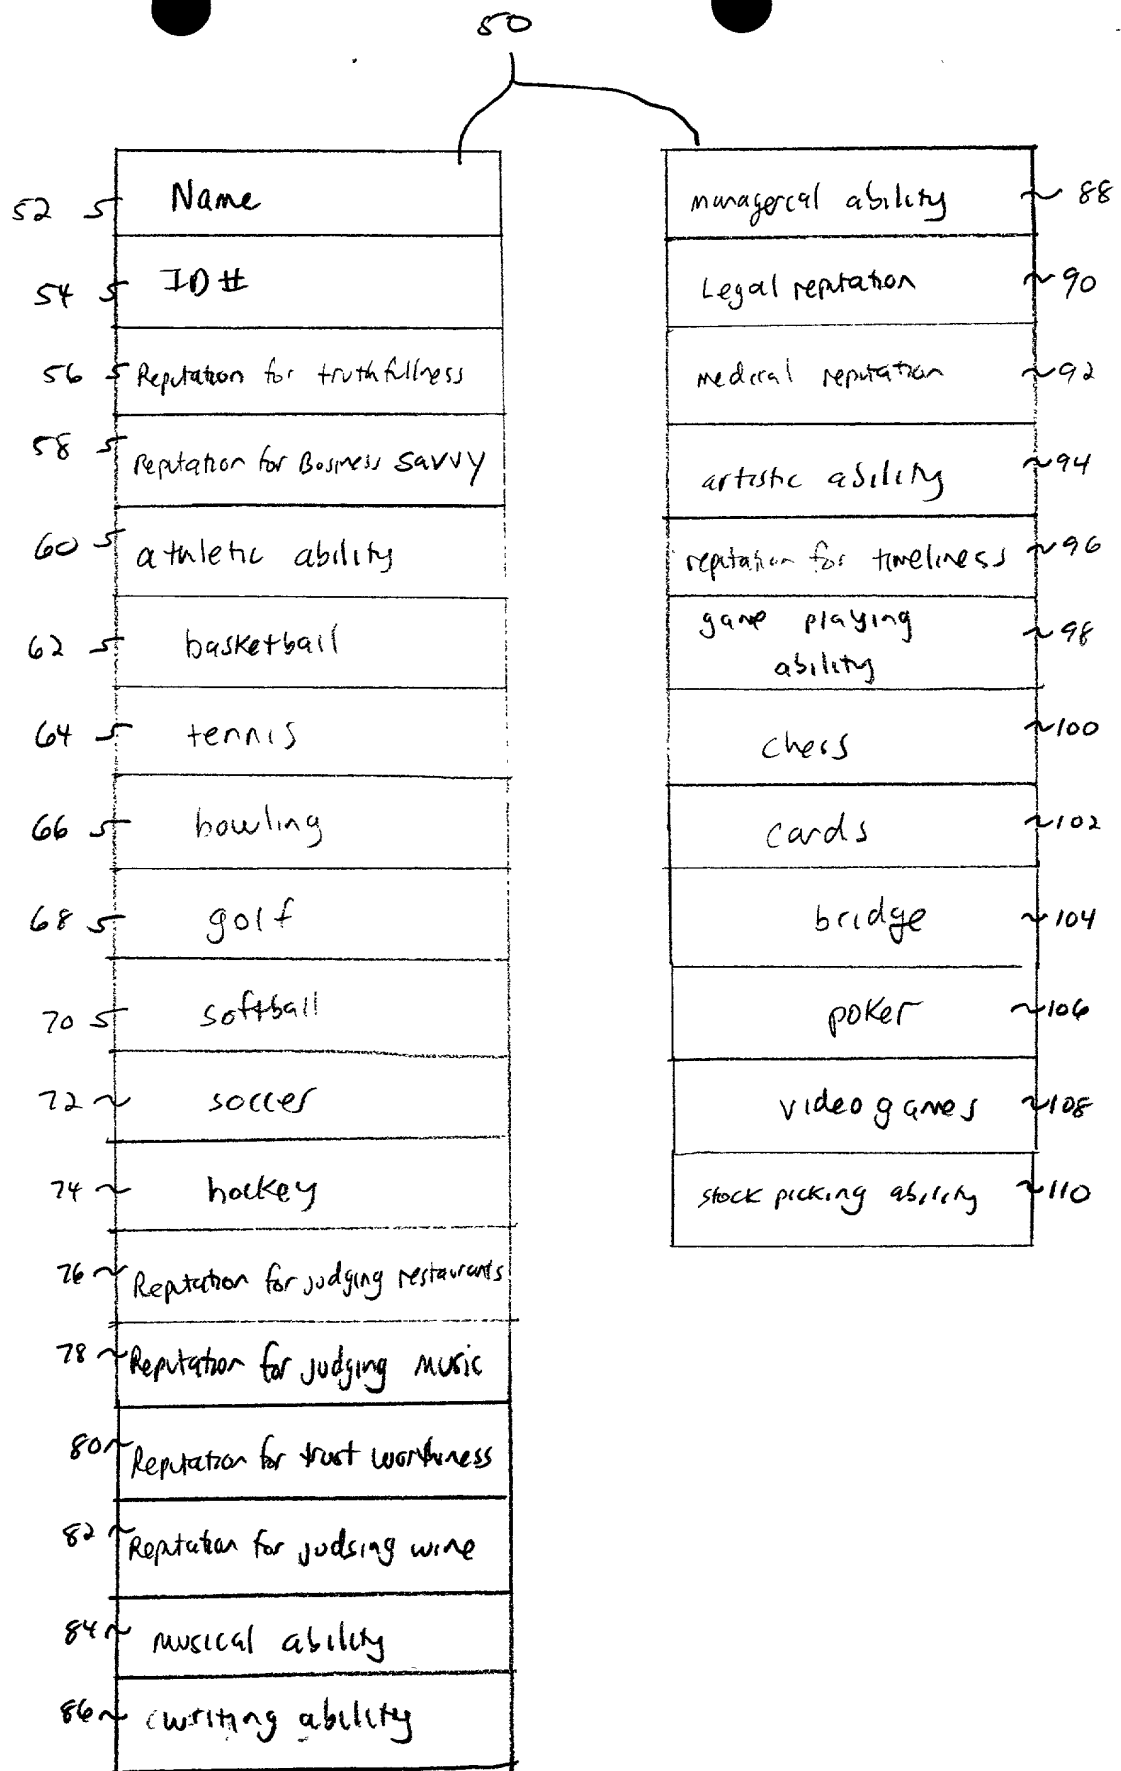 50
52 Name
54 ID#
56 Reputation for truthfullness
58 Reputation for Business savvy
60 athletic ability
62 basketball
64 tennis
66 bowling
68 golf
70 softball
72 soccer
74 hockey
76 Reputation for judging restaurants
78 Reputation for judging music
80 Reputation for trust worthiness
82 Reputation for judging wine
84 musical ability
86 writing ability
managercal ability 88
Legal reputation 90
medical reputation 92
artistic ability 94
reputation for timeliness 96
game playing 98
ability
chess 100
cards 102
bridge 104
poker 106
video games 108
stock picking ability 110